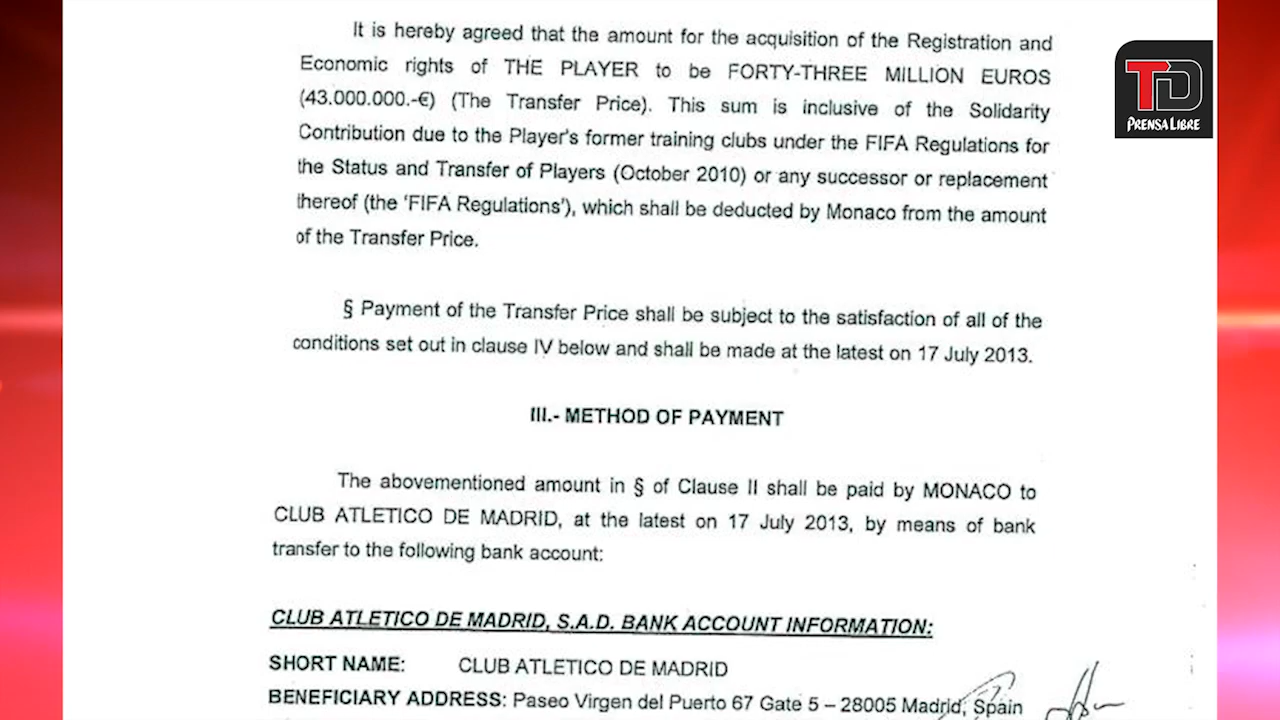 It is hereby agreed that the amount for the acquisition of the Registration and
Economic rights of THE PLAYER to be FORTY-THREE MILLION EUROS
(43.000.000.-€) (The Transfer Price). This sum is inclusive of the Solidarity
Contribution due to the Player's former training clubs under the FIFA Regulations for
the Status and Transfer of Players (October 2010) or any successor or replacement
thereof (the 'FIFA Regulations'), which shall be deducted by Monaco from the amount
of the Transfer Price.
§ Payment of the Transfer Price shall be subject to the satisfaction of all of the
conditions set out in clause IV below and shall be made at the latest on 17 July 2013.
III.- METHOD OF PAYMENT
The abovementioned amount in § of Clause II shall be paid by MONACO to
CLUB ATLETICO DE MADRID, at the latest on 17 July 2013, by means of bank
transfer to the following bank account:
CLUB ATLETICO DE MADRID, S.A.D. BANK ACCOUNT INFORMATION:
SHORT NAME: CLUB ATLETICO DE MADRID
BENEFICIARY ADDRESS: Paseo Virgen del Puerto 67 Gate 5 – 28005 Madrid, Spain
TD
PRENSA LIBRE